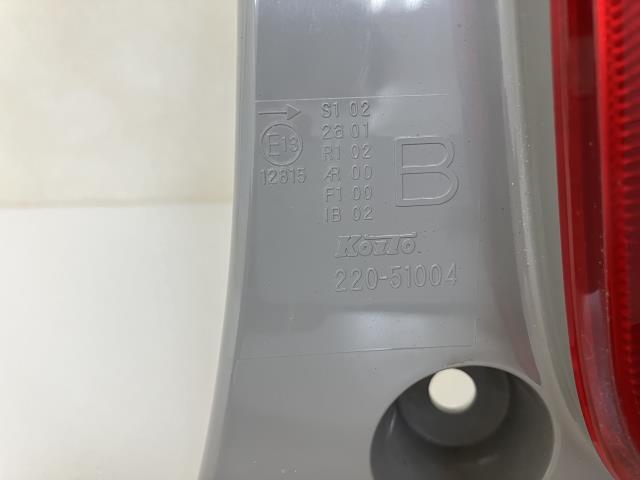 → S1 02
E13 2a 01
R1 02
12815 AR 00
F1 00
IB 02
B
KOITO
220-51004